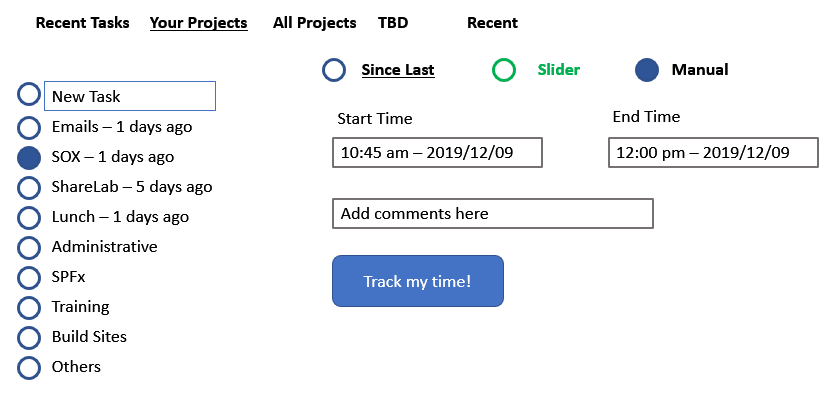 Recent Tasks Your Projects All Projects TBD Recent
Since Last Slider Manual
New Task
Emails – 1 days ago
SOX – 1 days ago
ShareLab – 5 days ago
Lunch – 1 days ago
Administrative
SPFx
Training
Build Sites
Others
Start Time End Time
10:45 am – 2019/12/09 12:00 pm – 2019/12/09
Add comments here
Track my time!